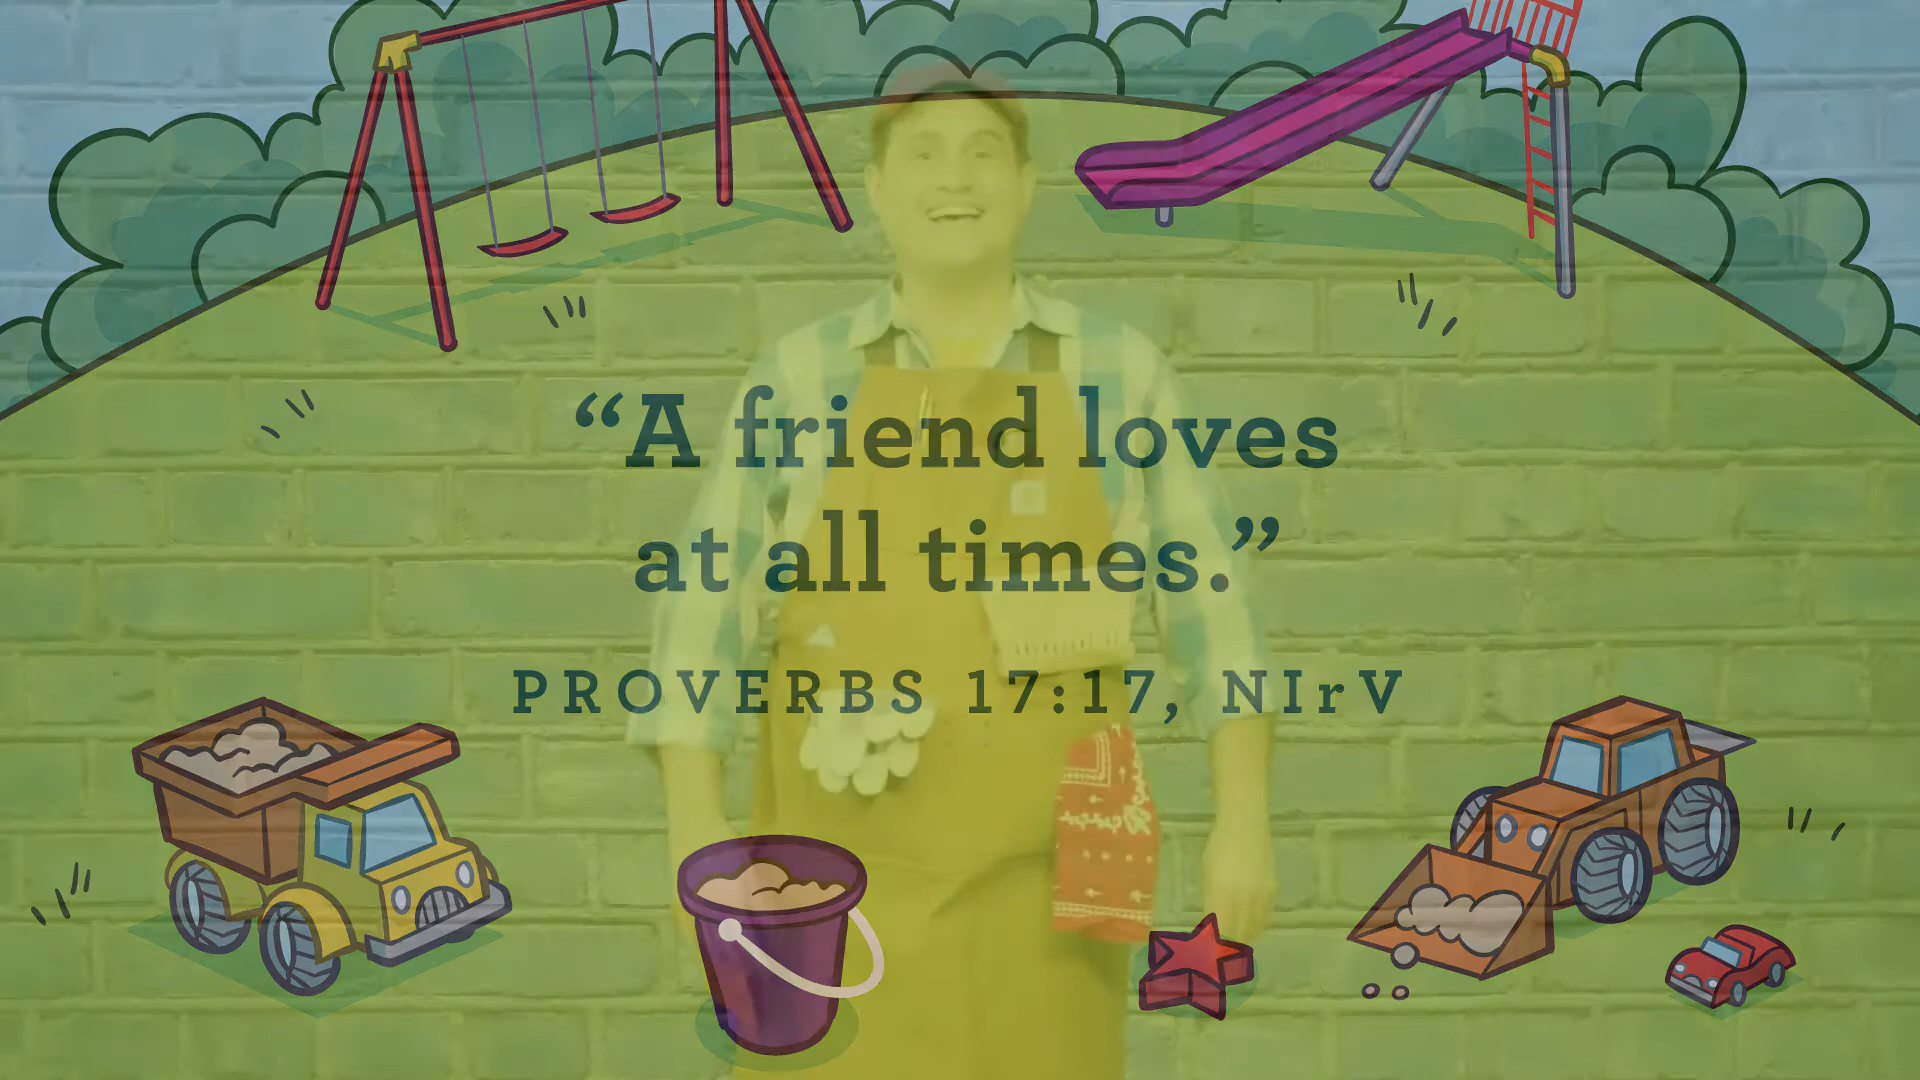 “A friend loves
at all times.”
PROVERBS 17:17, NIrV